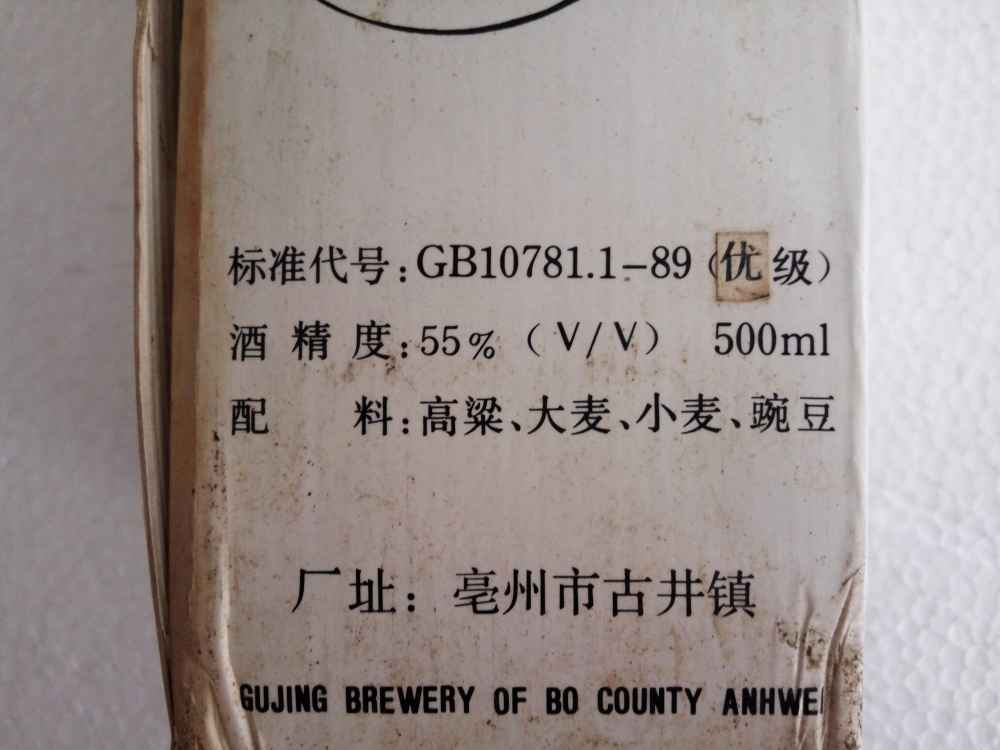 标准代号:GB10781.1-89(优级)
酒精度:55%(V/V) 500ml
配料:高粱、大麦、小麦、豌豆
厂址:亳州市古井镇
GUJING BREWERY OF BO COUNTY ANHWEI